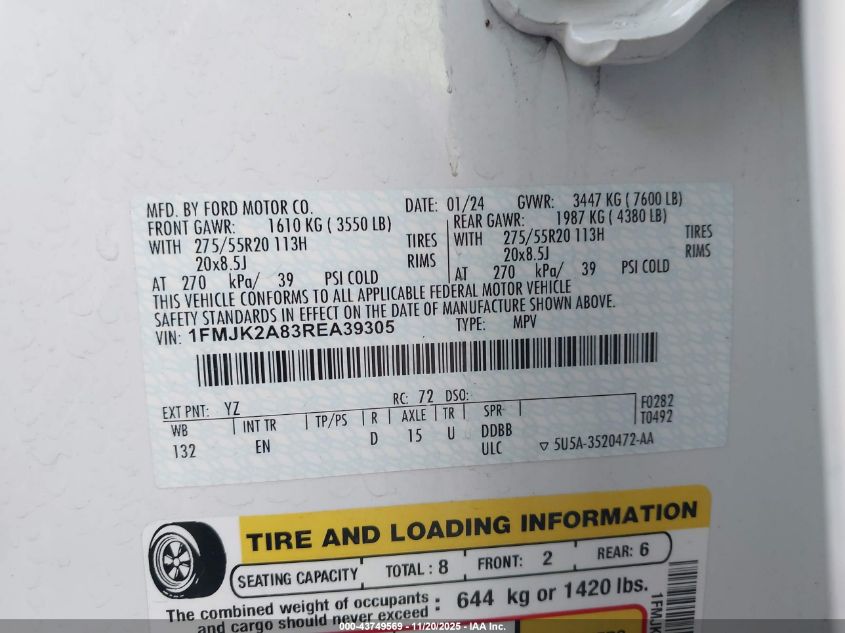 MFD. BY FORD MOTOR CO.
DATE: 01/24 GVWR: 3447 KG ( 7600 LB)
FRONT GAWR: 1610 KG ( 3550 LB)
REAR GAWR: 1987 KG ( 4380 LB)
WITH 275/55R20 113H TIRES
WITH 275/55R20 113H TIRES
20x8.5J RIMS
20x8.5J RIMS
AT 270 kPa/ 39 PSI COLD
AT 270 kPa/ 39 PSI COLD
THIS VEHICLE CONFORMS TO ALL APPLICABLE FEDERAL MOTOR VEHICLE
SAFETY STANDARDS IN EFFECT ON THE DATE OF MANUFACTURE SHOWN ABOVE.
VIN: 1FMJK2A83REA39305 TYPE: MPV
EXT PNT: YZ RC: 72 DSO: F0282
WB INT TR TP/PS R AXLE TR SPR T0492
132 EN D 15 U DDBB
ULC 5U5A-3520472-AA
TIRE AND LOADING INFORMATION
SEATING CAPACITY TOTAL : 8 FRONT: 2 REAR: 6
The combined weight of occupants : 644 kg or 1420 lbs.
and cargo should never exceed
1FMJK
000-43749569 - 11/20/2025 - IAA Inc.